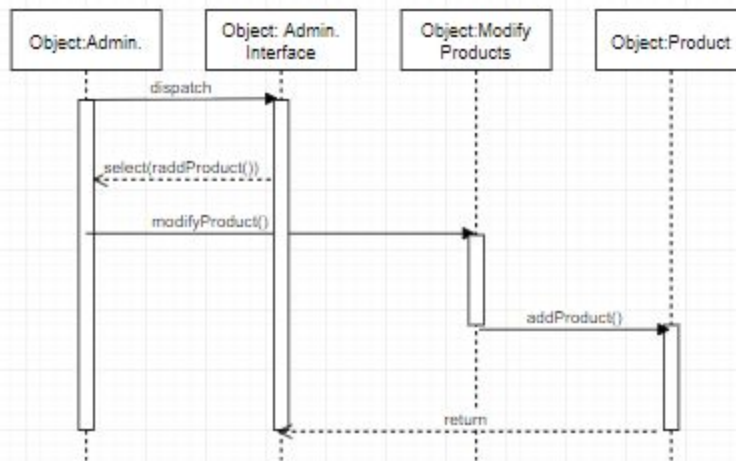 Object:Admin.
Object: Admin.
Interface
Object:Modify
Products
Object:Product
dispatch
select(raddProduct())
modifyProduct()
addProduct()
return